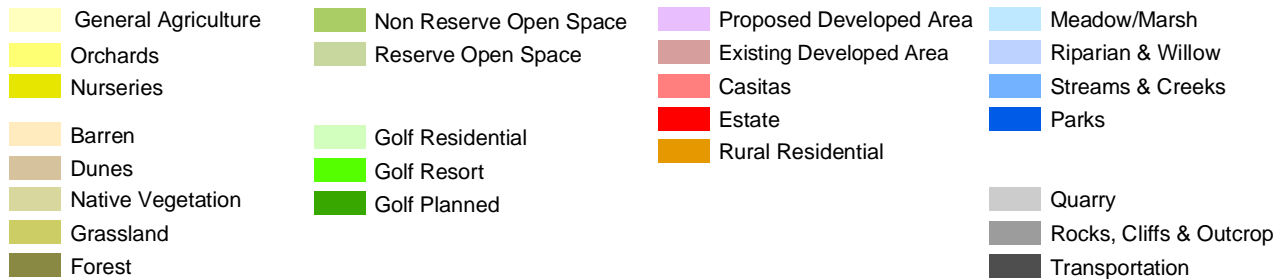 General Agriculture
Orchards
Nurseries
Barren
Dunes
Native Vegetation
Grassland
Forest
Non Reserve Open Space
Reserve Open Space
Golf Residential
Golf Resort
Golf Planned
Proposed Developed Area
Existing Developed Area
Casitas
Estate
Rural Residential
Meadow/Marsh
Riparian & Willow
Streams & Creeks
Parks
Quarry
Rocks, Cliffs & Outcrop
Transportation